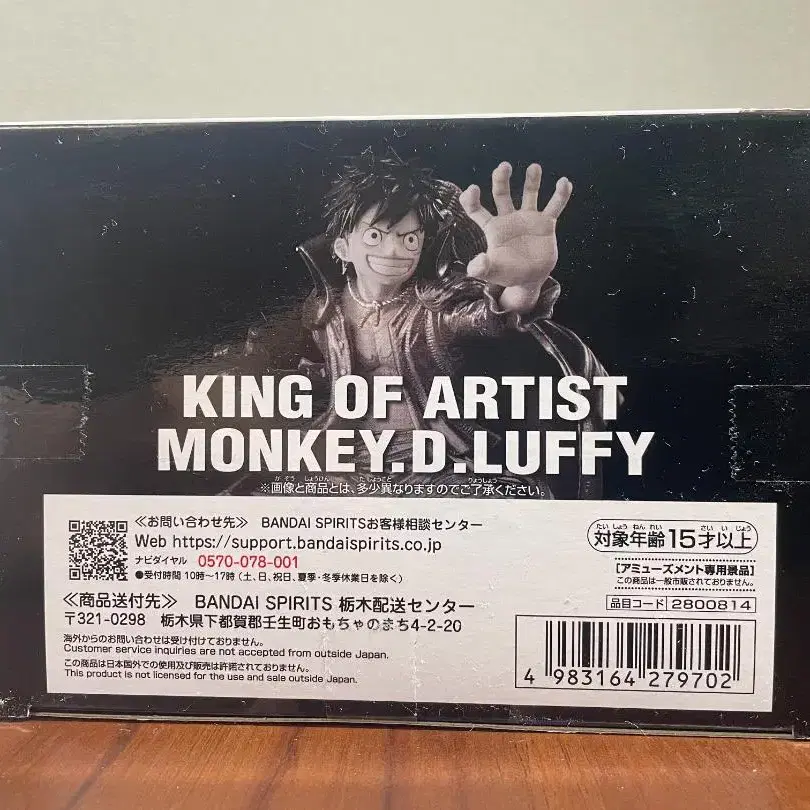 KING OF ARTIST
MONKEY.D.LUFFY
※画像と商品とは、多少異なりますのでご了承ください。
≪お問い合わせ先≫ BANDAI SPIRITSお客様相談センター
Web https://support.bandaispirits.co.jp
ナビダイヤル 0570-078-001
●受付時間 10時〜17時(土、日、祝日、夏季・冬季休業日を除く)
≪商品送付先≫ BANDAI SPIRITS 栃木配送センター
〒321-0298 栃木県下都賀郡壬生町おもちゃのまち4-2-20
海外からのお問い合わせは受け付けておりません。
Customer service inquiries are not accepted from outside Japan.
この商品は日本国外での使用及び販売は許諾されておりません。
This product is not licensed for the use and sale outside Japan.
対象年齢15才以上
[アミューズメント専用景品]
この商品は一般市販されておりません。
品目コード 2800814
4 983164 279702